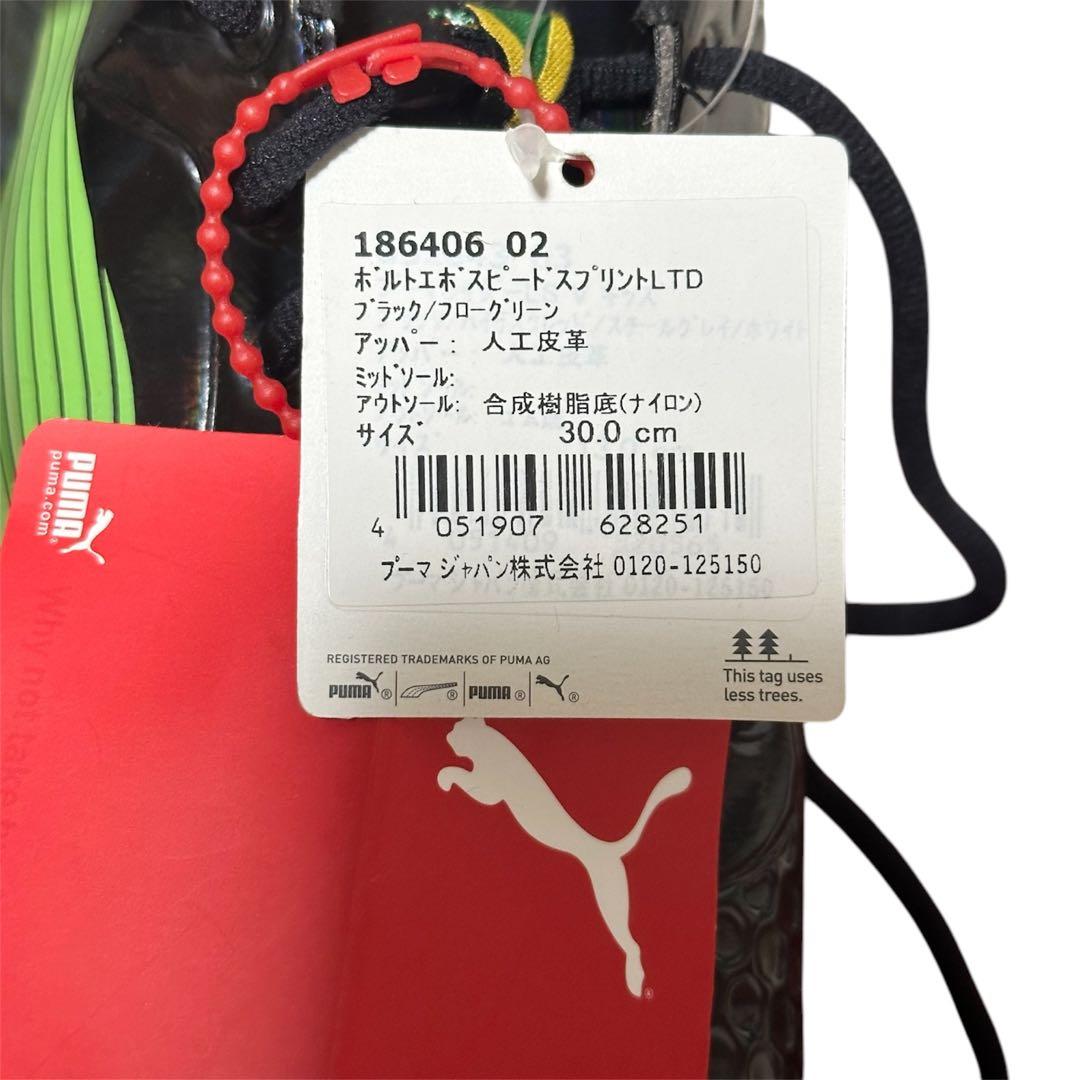 186406 02
ボルトエボスピードスプリントLTD
ブラック/フローグリーン
アッパー: 人工皮革
ミッドソール:
アウトソール: 合成樹脂底(ナイロン)
サイズ 30.0 cm
4 051907 628251
プーマ ジャパン株式会社 0120-125150
REGISTERED TRADEMARKS OF PUMA AG
PUMA® ® PUMA® ®
This tag uses
less trees.
PUMA®
puma.com
Why not take